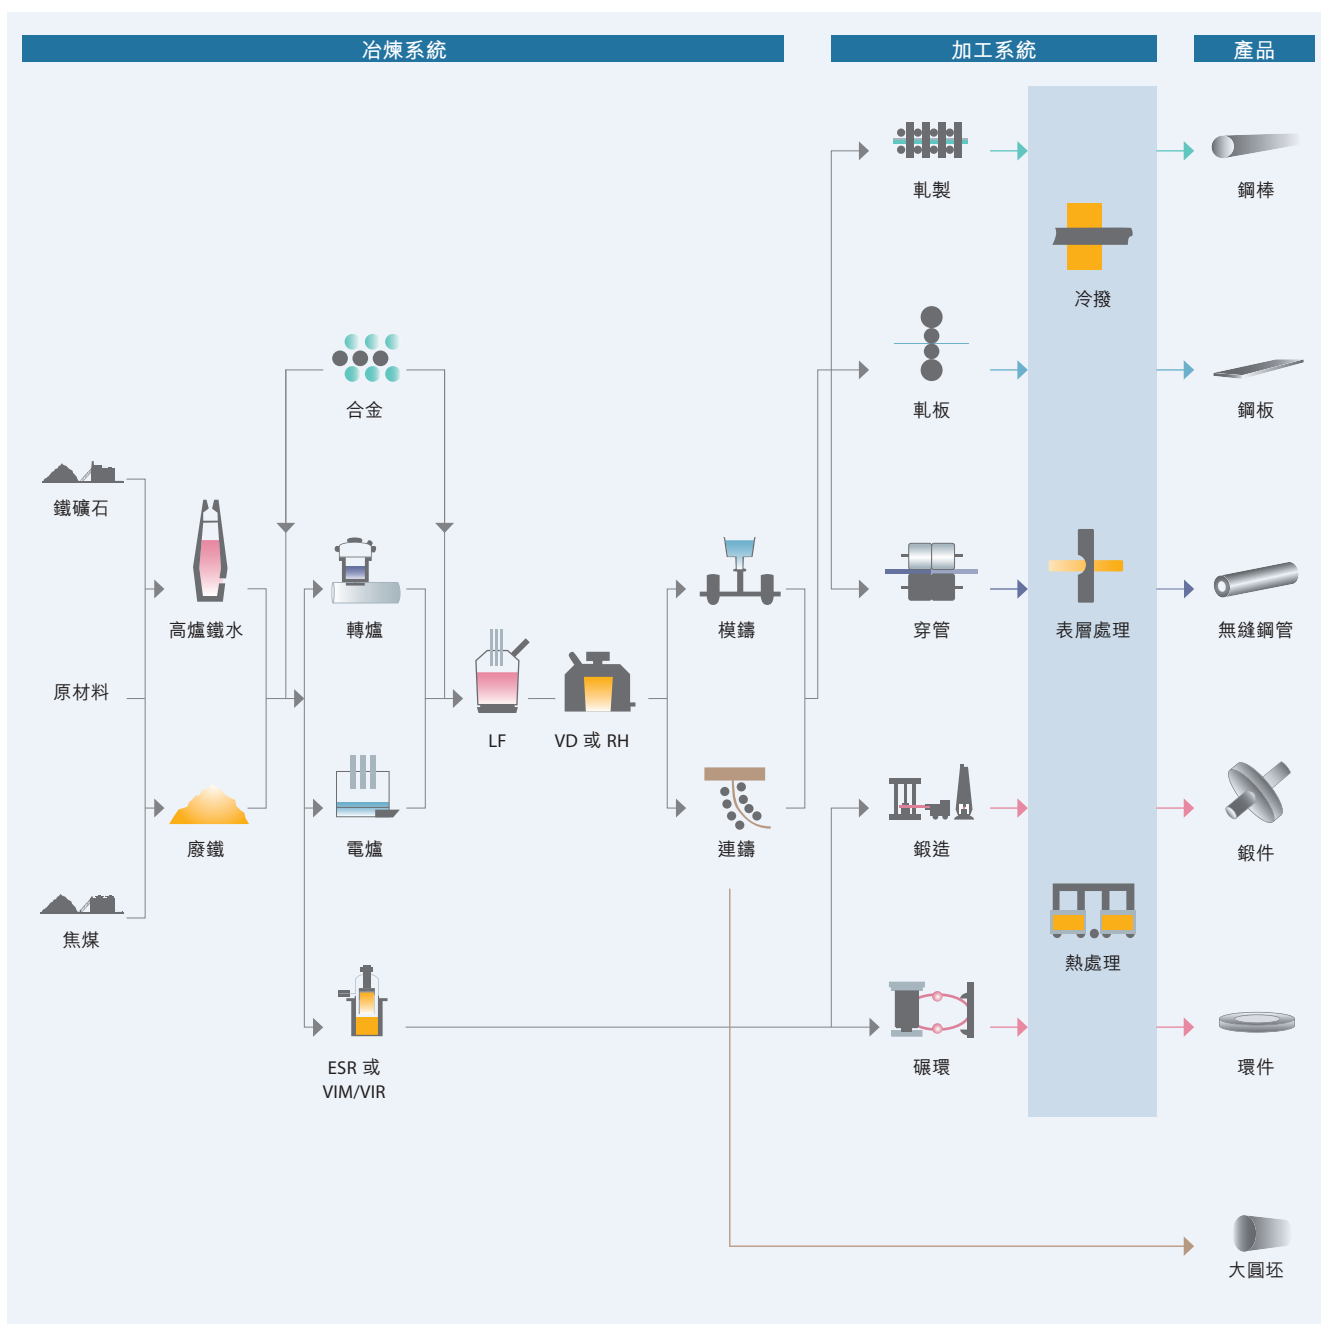 冶煉系統
加工系統
產品
軋製
鋼棒
冷撥
合金
軋板
鋼板
鐵礦石
高爐鐵水
轉爐
模鑄
穿管
表層處理
無縫鋼管
原材料
LF
VD 或 RH
廢鐵
電爐
連鑄
鍛造
鍛件
焦煤
熱處理
ESR 或
VIM/VIR
碾環
環件
大圓坯